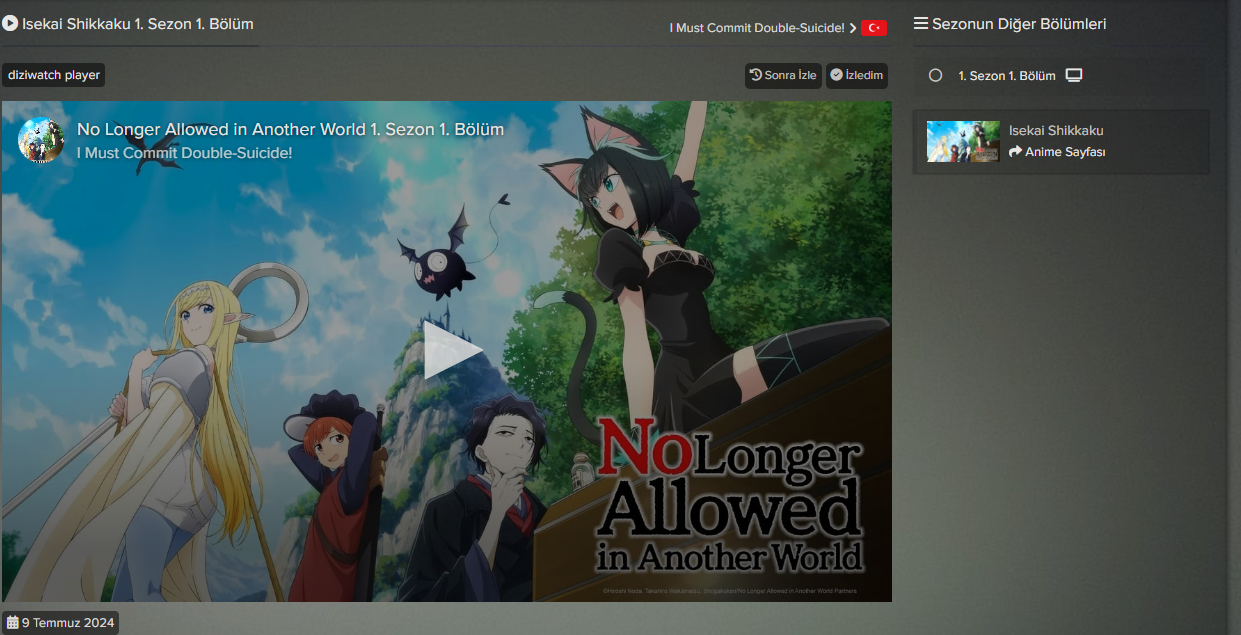 Isekai Shikkaku 1. Sezon 1. Bölüm
I Must Commit Double-Suicide!
diziwatch player
Sonra İzle
İzledim
No Longer Allowed in Another World 1. Sezon 1. Bölüm
I Must Commit Double-Suicide!
No Longer
Allowed
in Another World
©Hiroshi Noda, Takahiro Wakamatsu, Shogakukan/No Longer Allowed in Another World Partners
9 Temmuz 2024
Sezonun Diğer Bölümleri
1. Sezon 1. Bölüm
Isekai Shikkaku
Anime Sayfası